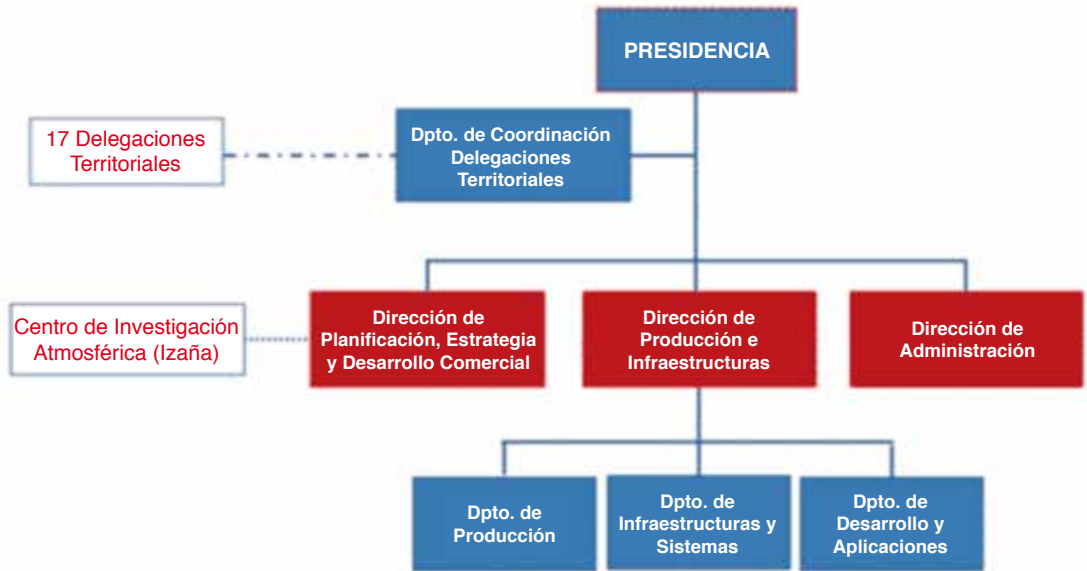 PRESIDENCIA
17 Delegaciones
Territoriales
Dpto. de Coordinación
Delegaciones
Territoriales
Centro de Investigación
Atmosférica (Izaña)
Dirección de
Planificación, Estrategia
y Desarrollo Comercial
Dirección de
Producción e
Infraestructuras
Dirección de
Administración
Dpto. de
Producción
Dpto. de
Infraestructuras y
Sistemas
Dpto. de
Desarrollo y
Aplicaciones